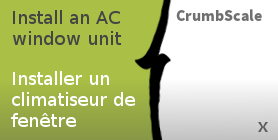 Install an AC
window unit
Installer un
climatiseur de
fenêtre
CrumbScale
X